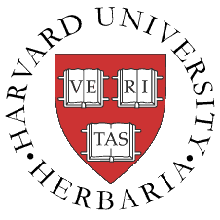 HARVARD UNIVERSITY
• HERBARIA •
VE RI
TAS